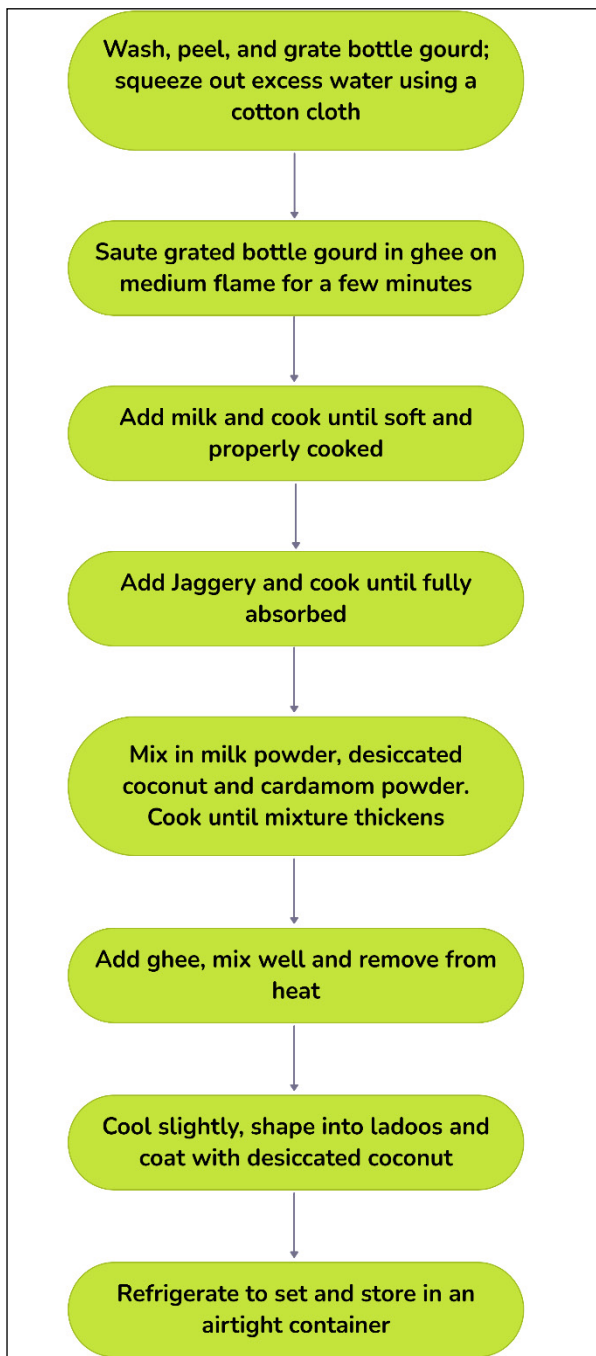 Wash, peel, and grate bottle gourd;
squeeze out excess water using a
cotton cloth
Saute grated bottle gourd in ghee on
medium flame for a few minutes
Add milk and cook until soft and
properly cooked
Add Jaggery and cook until fully
absorbed
Mix in milk powder, desiccated
coconut and cardamom powder.
Cook until mixture thickens
Add ghee, mix well and remove from
heat
Cool slightly, shape into ladoos and
coat with desiccated coconut
Refrigerate to set and store in an
airtight container